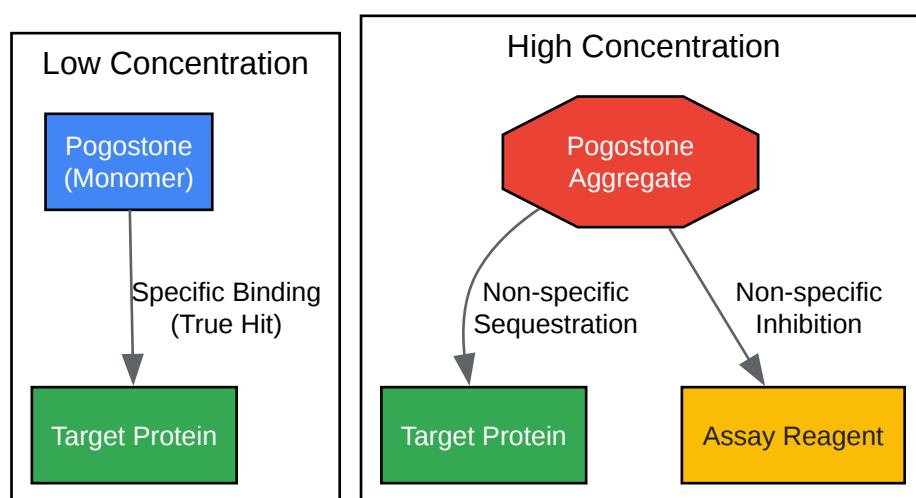 Low Concentration
Pogostone
(Monomer)
Specific Binding
(True Hit)
Target Protein
High Concentration
Pogostone
Aggregate
Non-specific
Sequestration
Non-specific
Inhibition
Target Protein
Assay Reagent